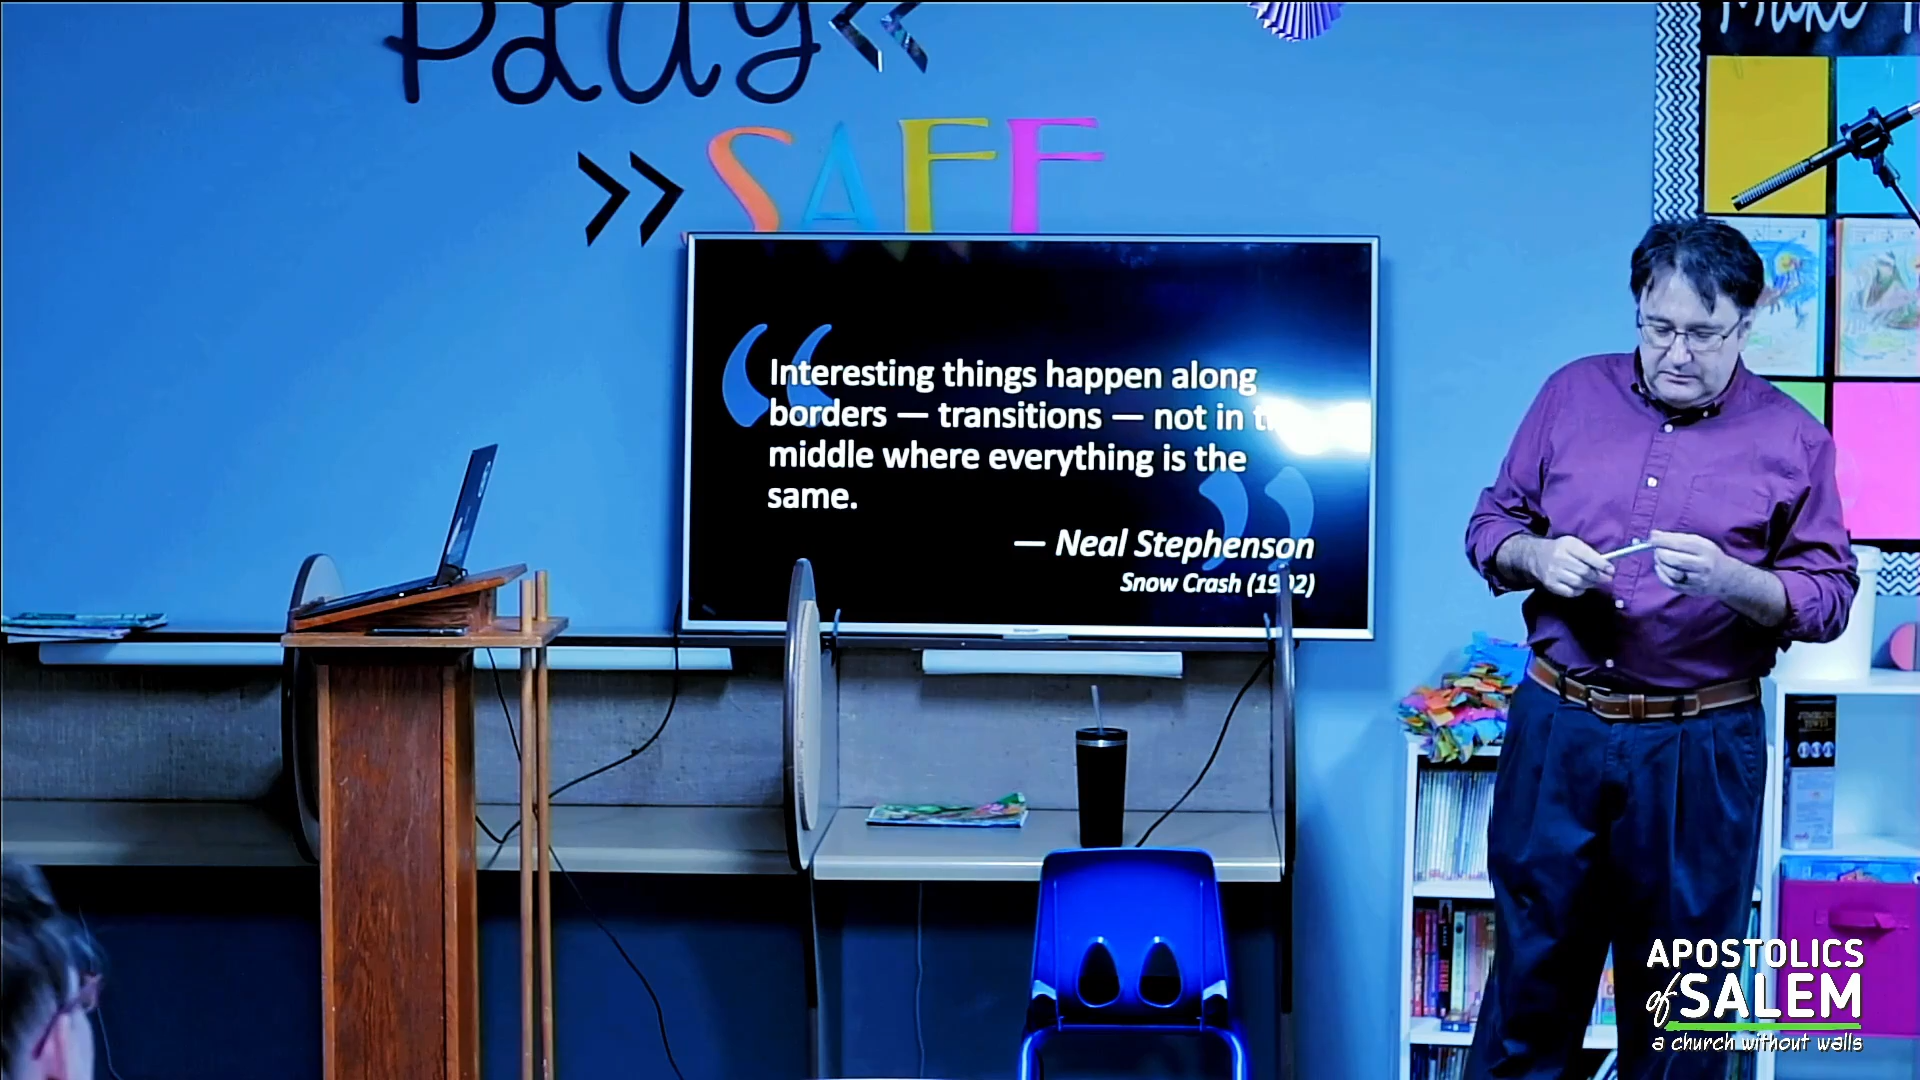 Play
Make
SAFE
Interesting things happen along
borders — transitions — not in
middle where everything is the
same.
— Neal Stephenson
Snow Crash
APOSTOLICS
of SALEM
a church without walls